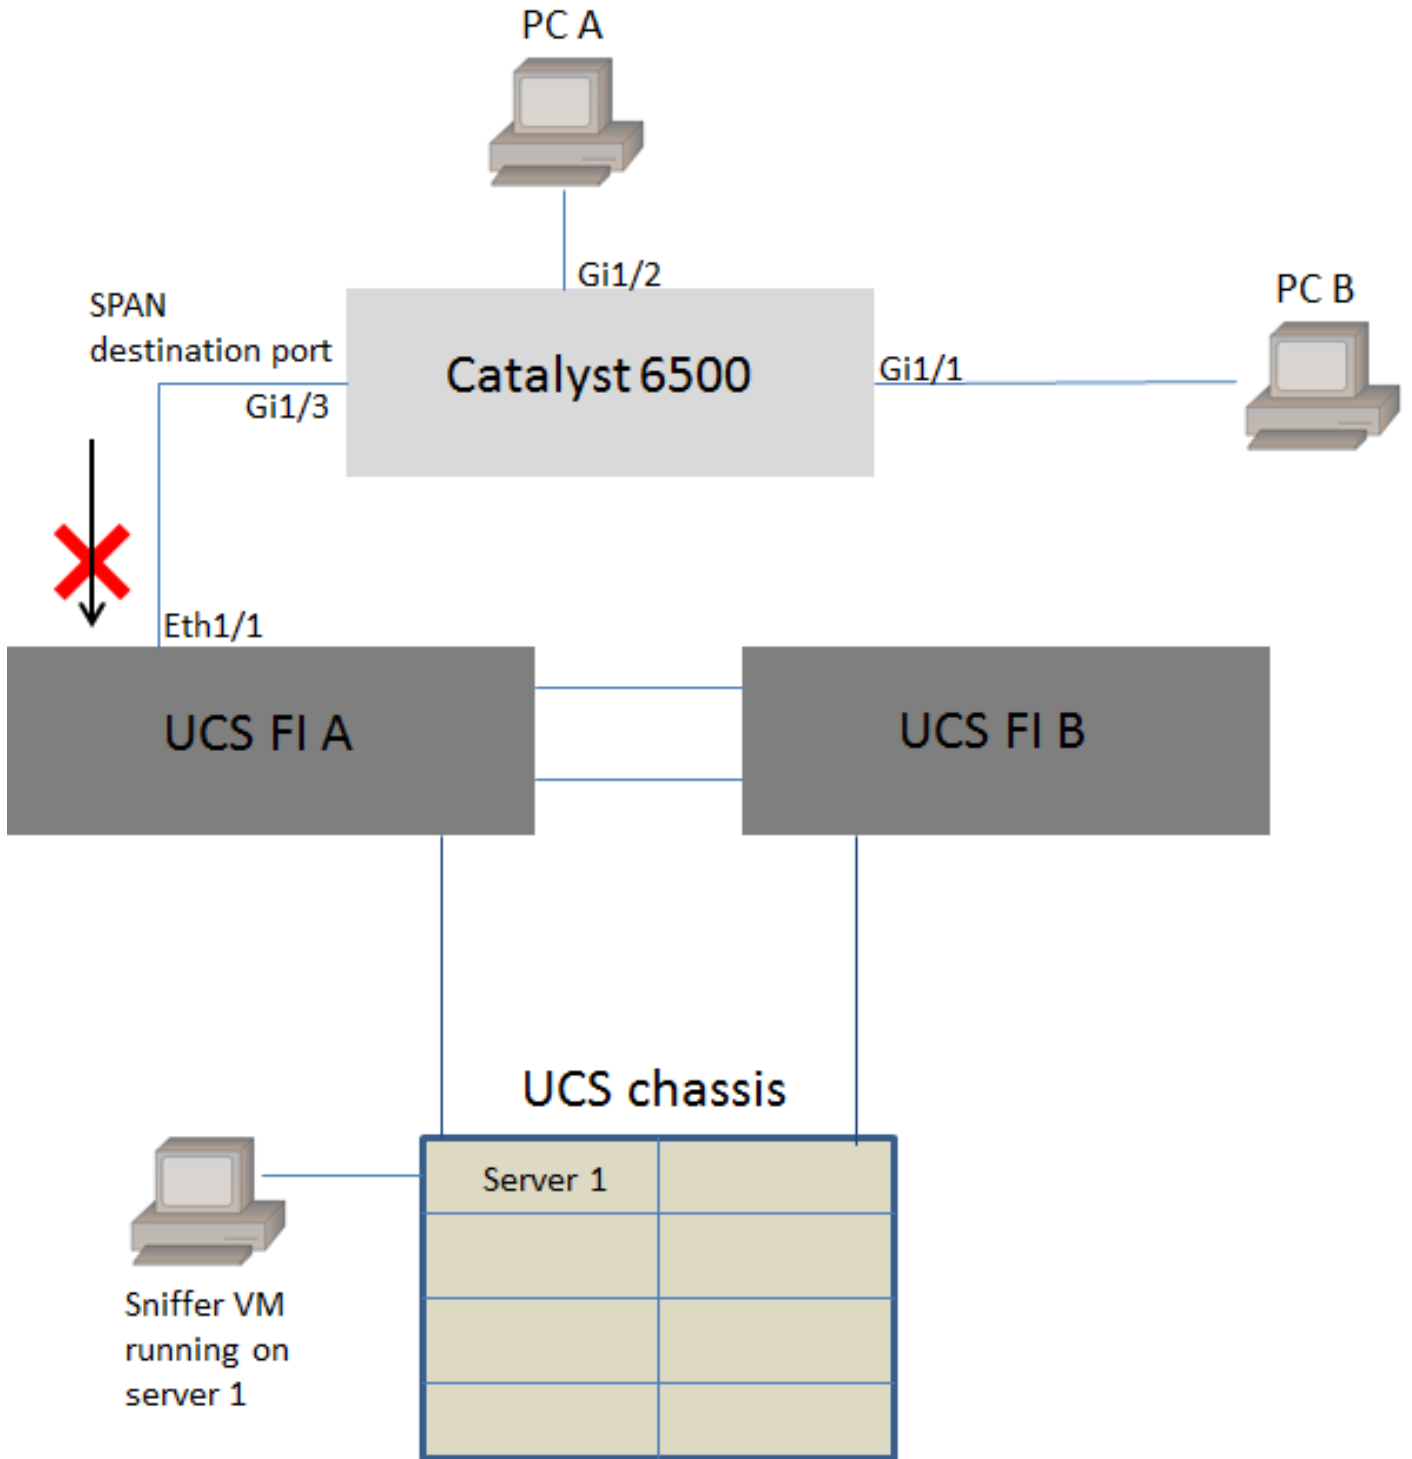 PC A
Gi1/2
PC B
SPAN
destination port
Catalyst 6500
Gi1/1
Gi1/3
Eth1/1
UCS FI A
UCS FI B
UCS chassis
Server 1
Sniffer VM
running on
server 1